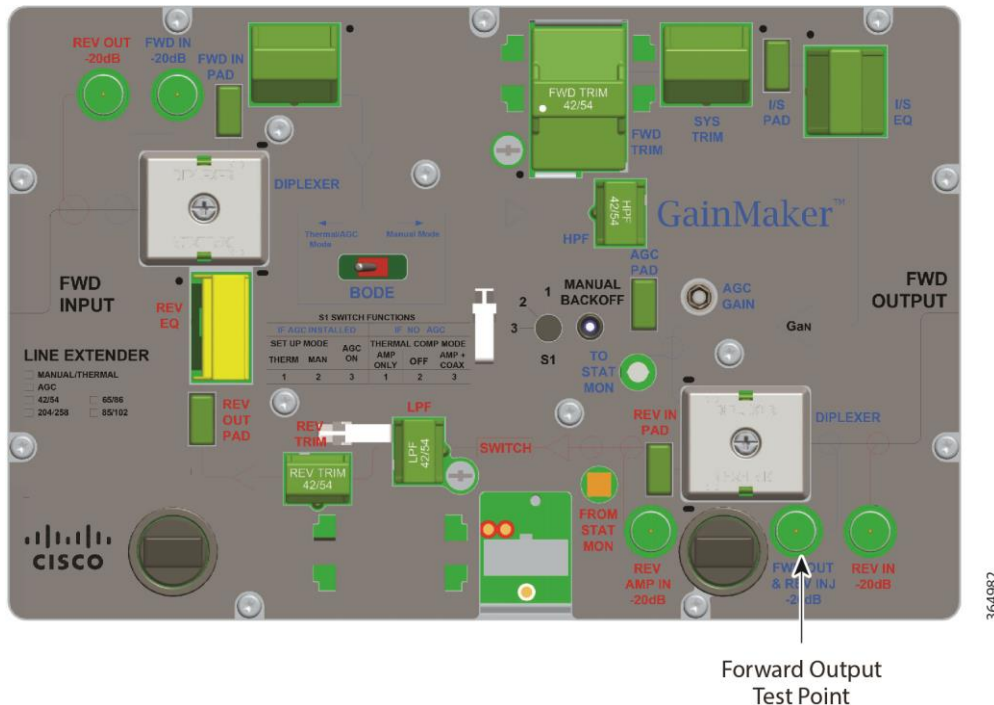 REV OUT
-20dB
FWD IN
-20dB
FWD IN
PAD
FWD TRIM
42/54
FWD
TRIM
SYS
TRIM
I/S
PAD
I/S
EQ
DIPLEXER
HPF
42/54
HPF
GainMaker™
Thermal/AGC
Mode
Manual Mode
BODE
AGC
PAD
AGC
GAIN
FWD
INPUT
REV
EQ
1
2
3
MANUAL
BACKOFF
S1
FWD
OUTPUT
GaN
S1 SWITCH FUNCTIONS
IF AGC INSTALLED
IF NO AGC
SET UP MODE
AGC
ON
THERMAL COMP MODE
THERM
MAN
AMP
ONLY
OFF
AMP +
COAX
1
2
3
1
2
3
TO
STAT
MON
LINE EXTENDER
MANUAL/THERMAL
AGC
42/54
65/86
204/258
85/102
REV
OUT
PAD
REV
TRIM
LPF
LPF
42/54
SWITCH
REV TRIM
42/54
REV IN
PAD
DIPLEXER
FROM
STAT
MON
CISCO
REV
AMP IN
-20dB
FWD OUT
& REV INJ
-20dB
REV IN
-20dB
364982
Forward Output
Test Point